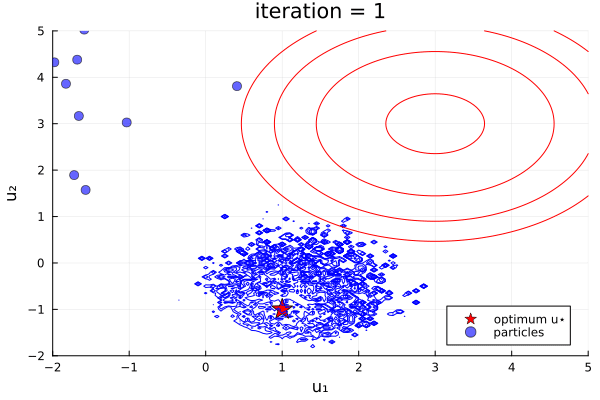 iteration = 1
5
4
3
2
1
0
−1
−2
u₂
−2 −1 0 1 2 3 4 5
u₁
optimum u⋆
particles